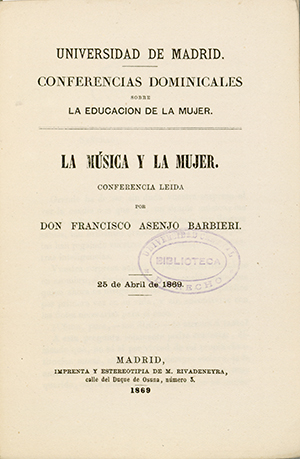 UNIVERSIDAD DE MADRID.
CONFERENCIAS DOMINICALES
SOBRE
LA EDUCACION DE LA MUJER.
LA MÚSICA Y LA MUJER.
CONFERENCIA LEIDA
POR
DON FRANCISCO ASENJO BARBIERI.
BIBLIOTECA
DERECHO
25 de Abril de 1869.
MADRID,
IMPRENTA Y ESTEREOTIPIA DE M. RIVADENEYRA,
calle del Duque de Osuna, número 3.
1869